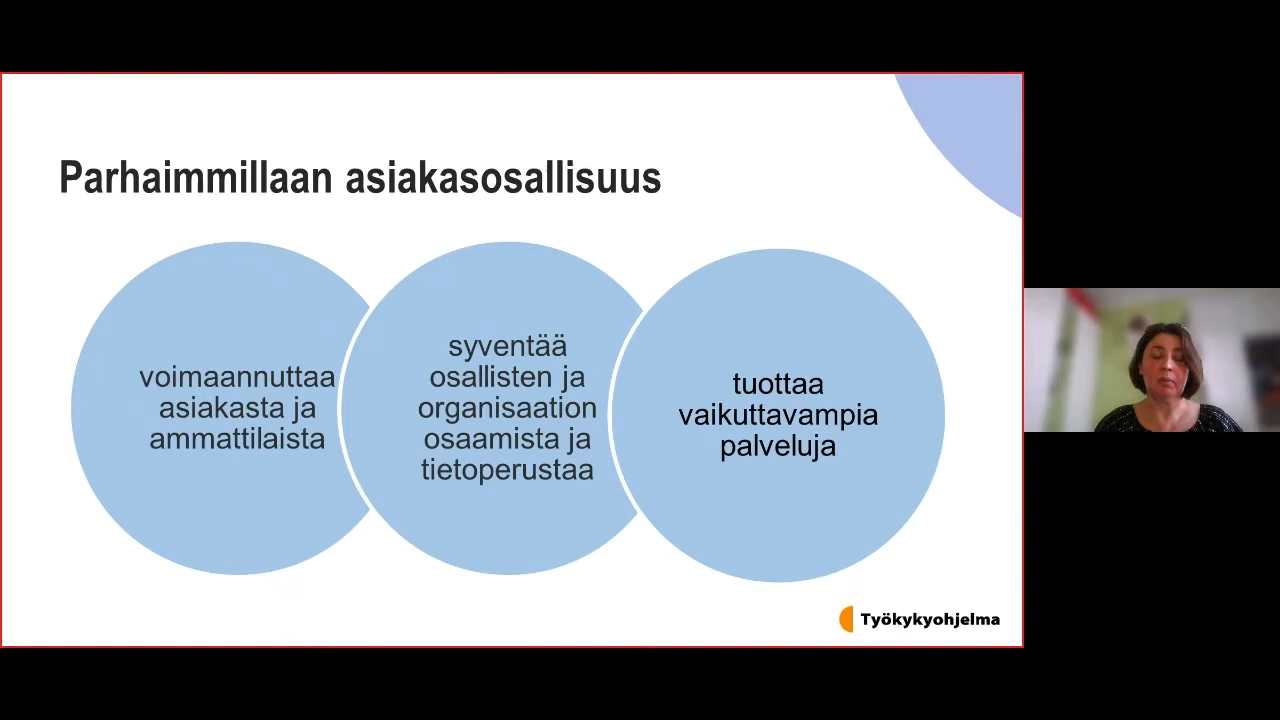 Parhaimmillaan asiakasosallisuus
voimaannuttaa
asiakasta ja
ammattilaista
syventää
osallisten ja
organisaation
osaamista ja
tietoperustaa
tuottaa
vaikuttavampia
palveluja
Työkykyohjelma